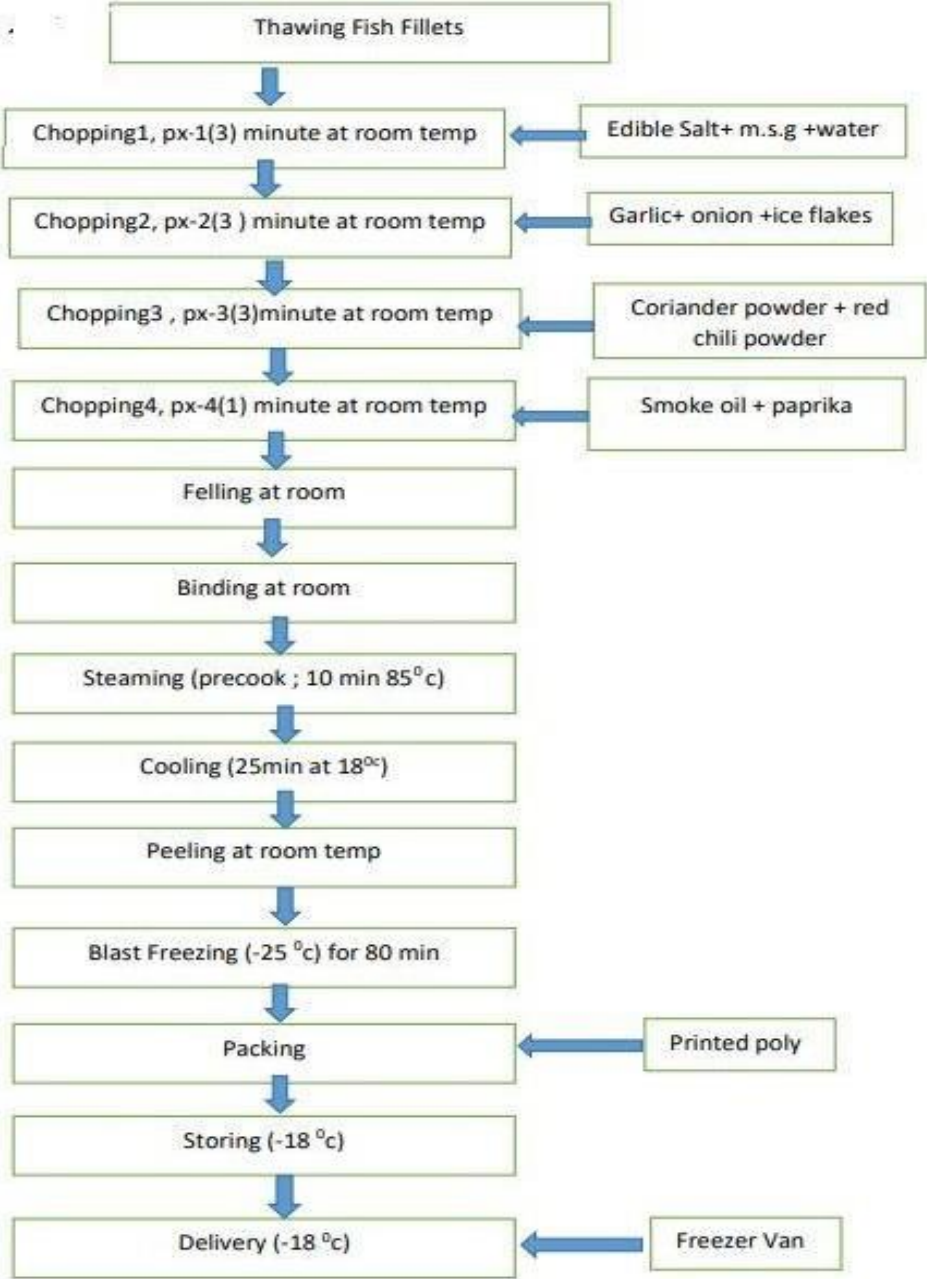 Thawing Fish Fillets
Chopping1, px-1(3) minute at room temp
Edible Salt+ m.s.g +water
Chopping2, px-2(3 ) minute at room temp
Garlic+ onion +ice flakes
Chopping3 , px-3(3)minute at room temp
Coriander powder + red
chili powder
Chopping4, px-4(1) minute at room temp
Smoke oil + paprika
Felling at room
Binding at room
Steaming (precook ; 10 min 85⁰c)
Cooling (25min at 18⁰ᶜ)
Peeling at room temp
Blast Freezing (-25 ⁰c) for 80 min
Packing
Printed poly
Storing (-18 ⁰c)
Delivery (-18 ⁰c)
Freezer Van